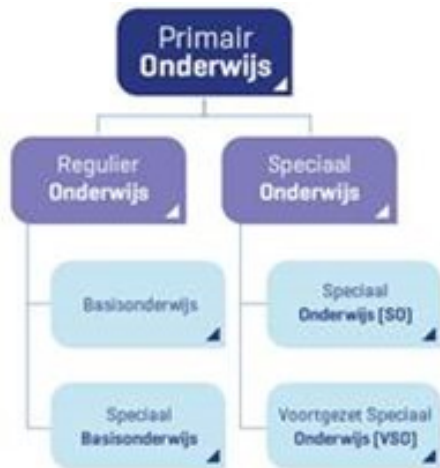 Primair
Onderwijs
Regulier
Onderwijs
Speciaal
Onderwijs
Basisonderwijs
Speciaal
Onderwijs (SO)
Speciaal
Basisonderwijs
Voortgezet Speciaal
Onderwijs (VSO)